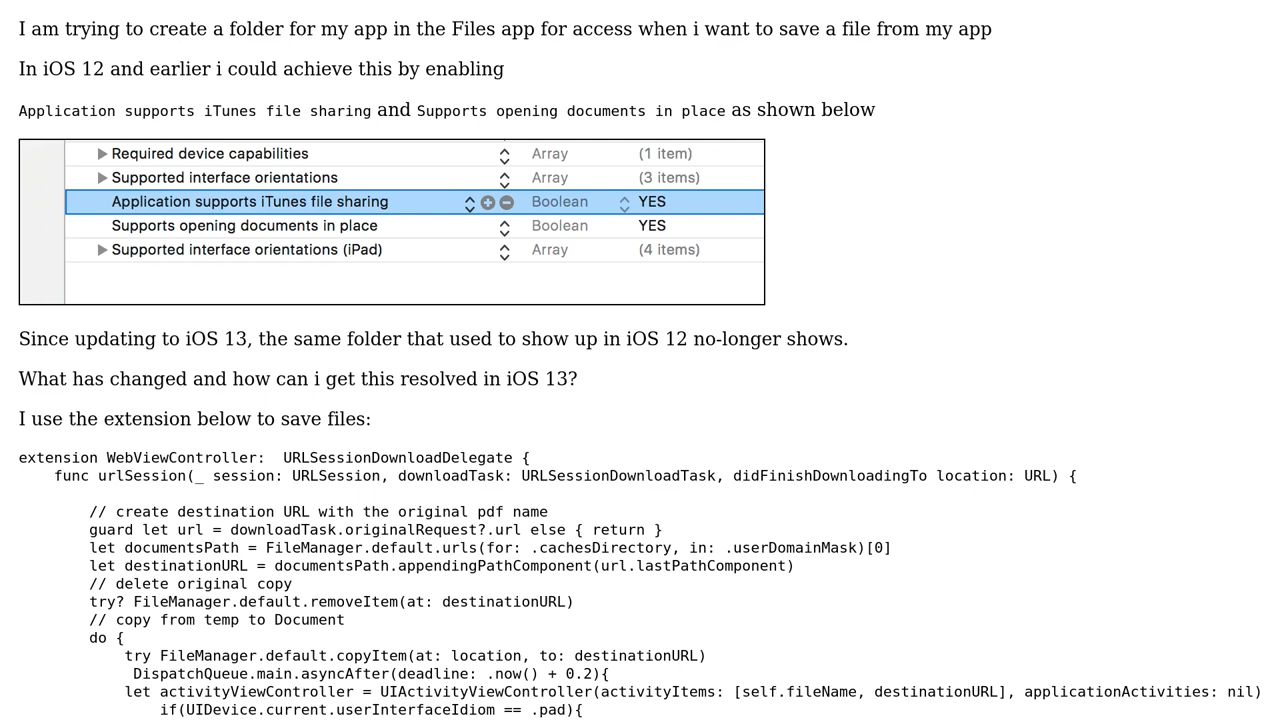 I am trying to create a folder for my app in the Files app for access when i want to save a file from my app
In iOS 12 and earlier i could achieve this by enabling
Application supports iTunes file sharing and Supports opening documents in place as shown below
Required device capabilities Array (1 item)
Supported interface orientations Array (3 items)
Application supports iTunes file sharing Boolean YES
Supports opening documents in place Boolean YES
Supported interface orientations (iPad) Array (4 items)
Since updating to iOS 13, the same folder that used to show up in iOS 12 no-longer shows.
What has changed and how can i get this resolved in iOS 13?
I use the extension below to save files:
extension WebViewController:  URLSessionDownloadDelegate {
    func urlSession(_ session: URLSession, downloadTask: URLSessionDownloadTask, didFinishDownloadingTo location: URL) {
        // create destination URL with the original pdf name
        guard let url = downloadTask.originalRequest?.url else { return }
        let documentsPath = FileManager.default.urls(for: .cachesDirectory, in: .userDomainMask)[0]
        let destinationURL = documentsPath.appendingPathComponent(url.lastPathComponent)
        // delete original copy
        try? FileManager.default.removeItem(at: destinationURL)
        // copy from temp to Document
        do {
            try FileManager.default.copyItem(at: location, to: destinationURL)
             DispatchQueue.main.asyncAfter(deadline: .now() + 0.2){
            let activityViewController = UIActivityViewController(activityItems: [self.fileName, destinationURL], applicationActivities: nil)
                if(UIDevice.current.userInterfaceIdiom == .pad){